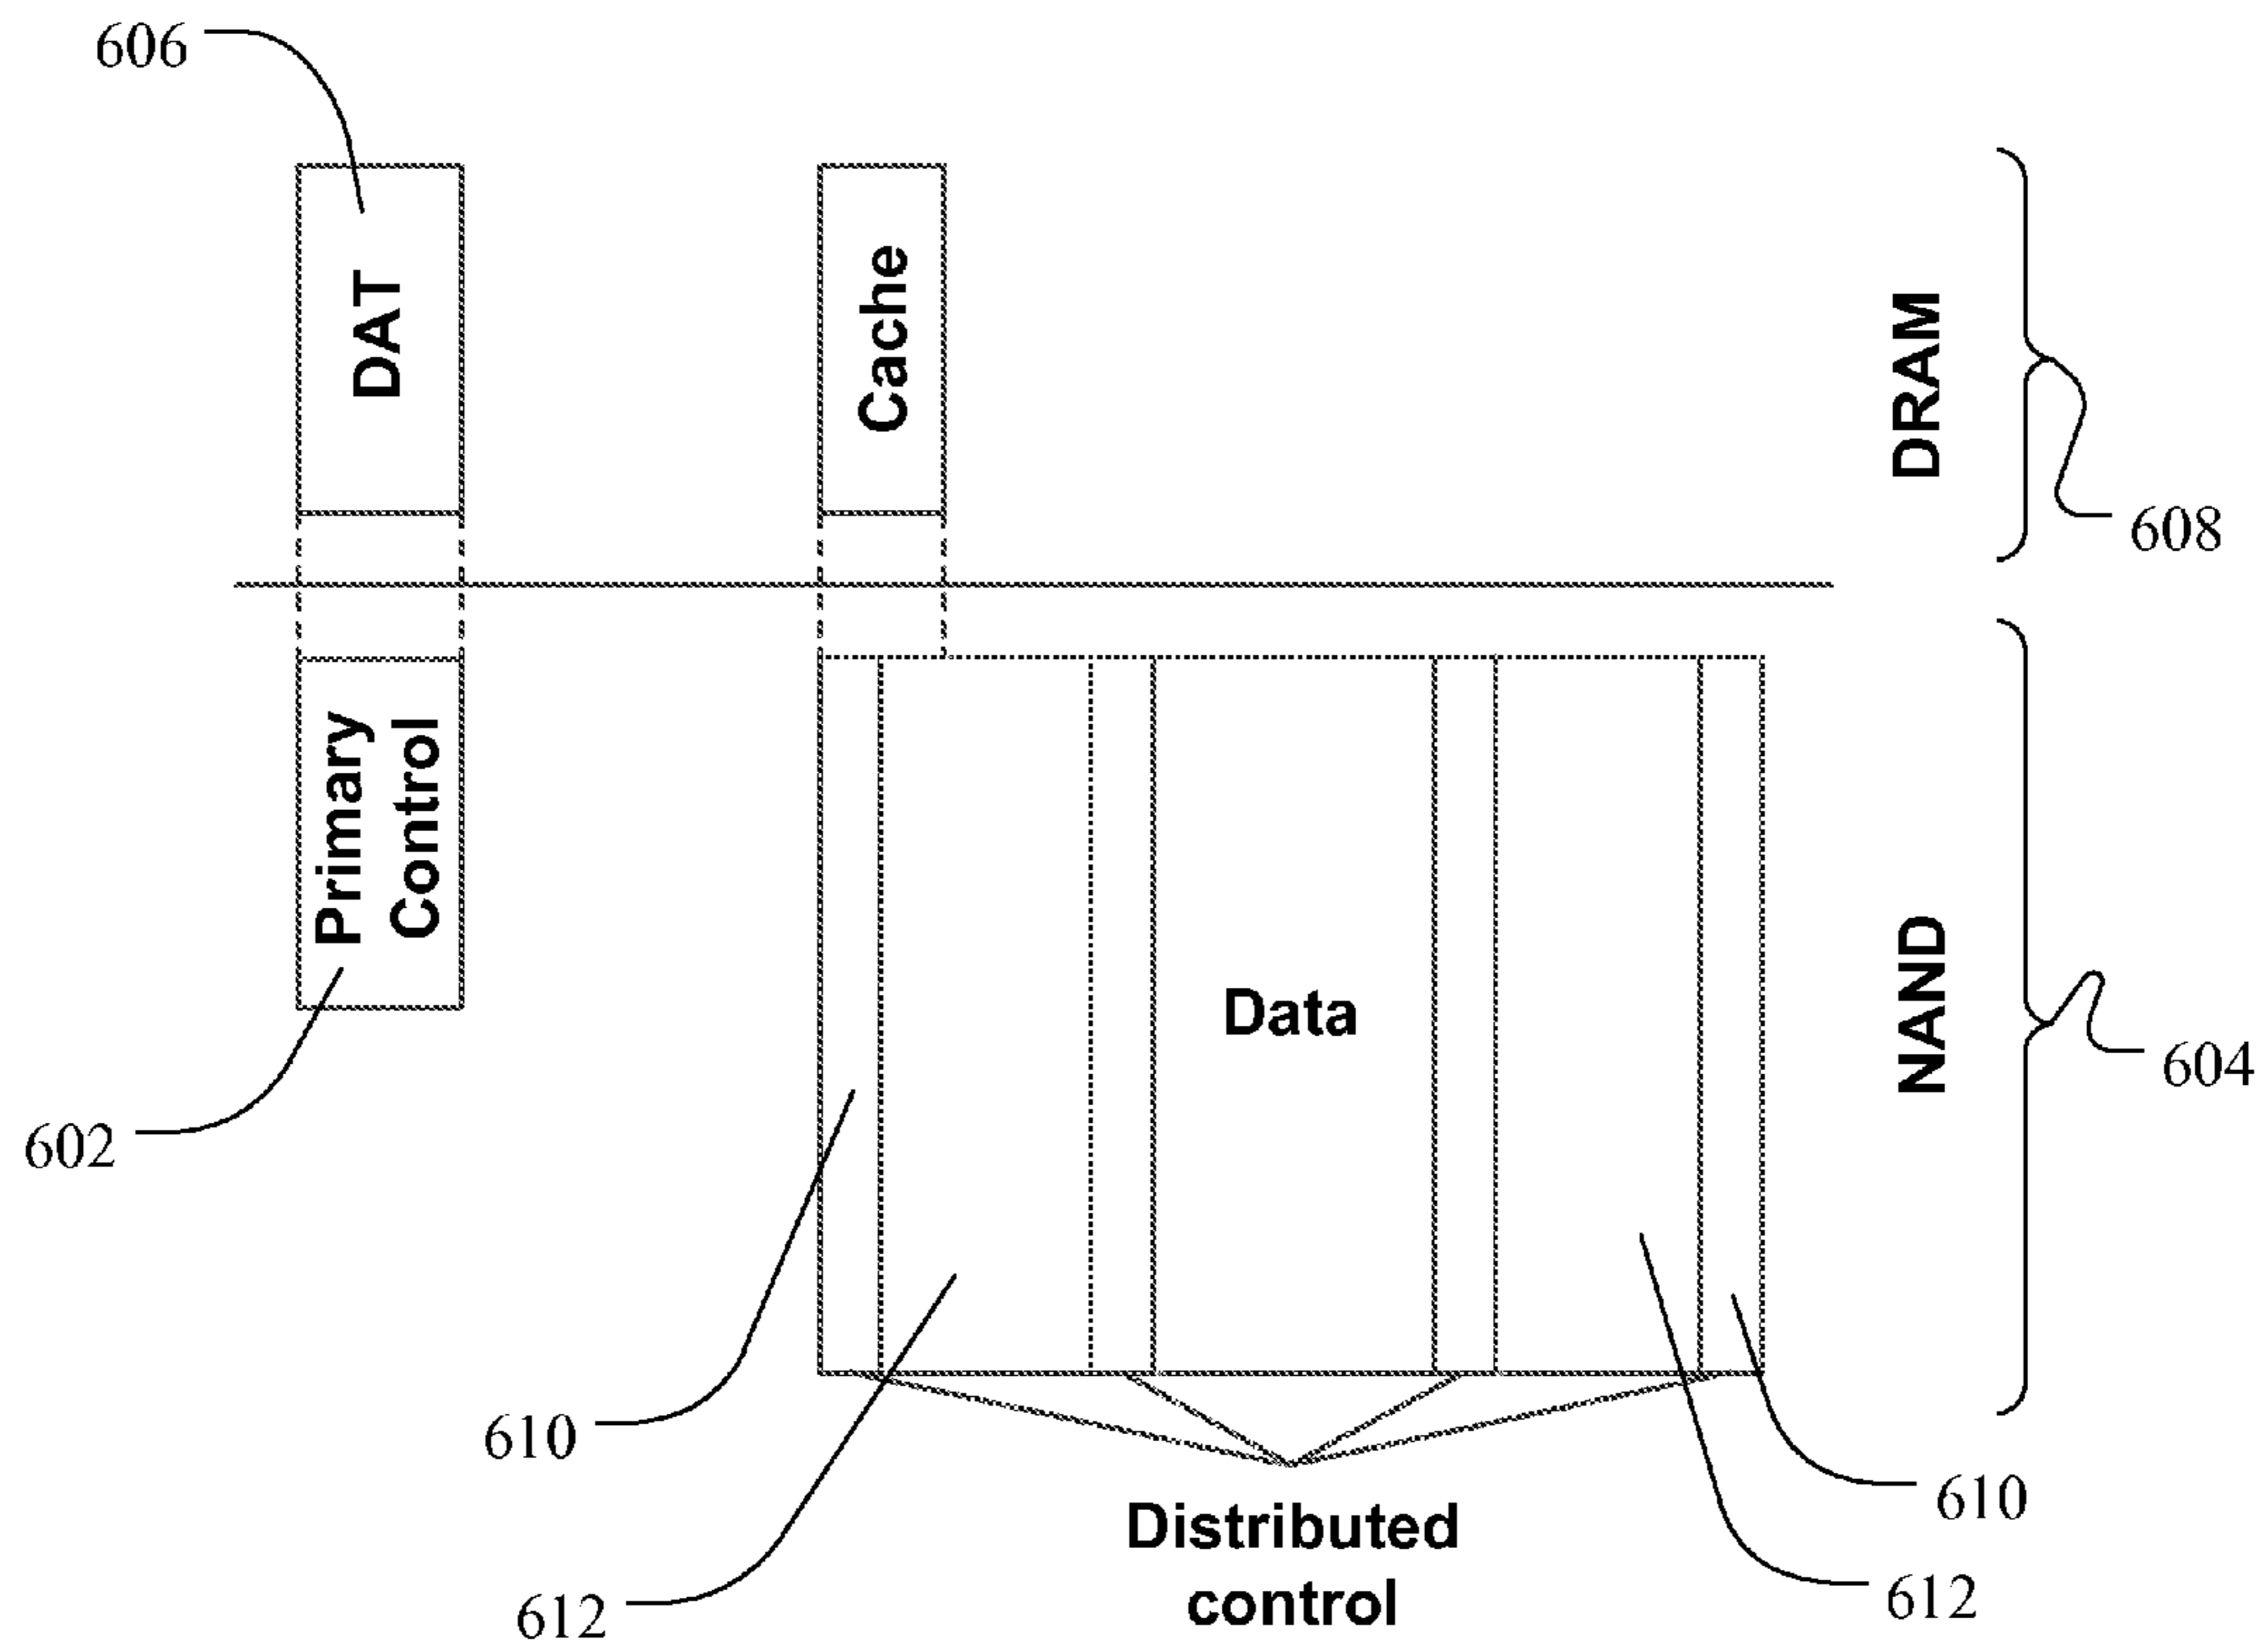 606
DAT
Cache
DRAM
608
Primary
Control
602
Data
NAND
604
610
612
Distributed
control
610
612